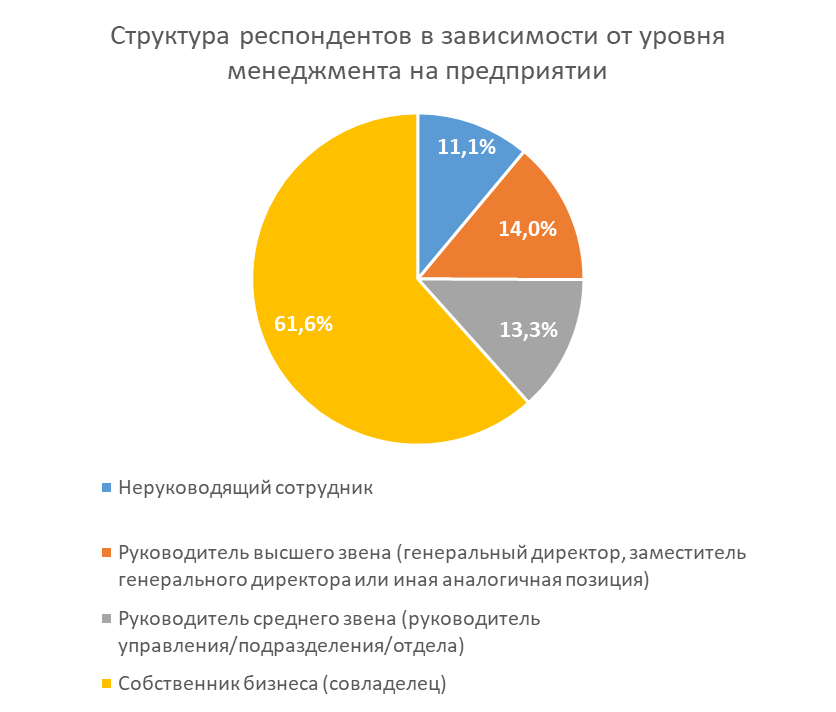 Структура респондентов в зависимости от уровня
менеджмента на предприятии
11,1%
14,0%
13,3%
61,6%
Неруководящий сотрудник
Руководитель высшего звена (генеральный директор, заместитель
генерального директора или иная аналогичная позиция)
Руководитель среднего звена (руководитель
управления/подразделения/отдела)
Собственник бизнеса (совладелец)